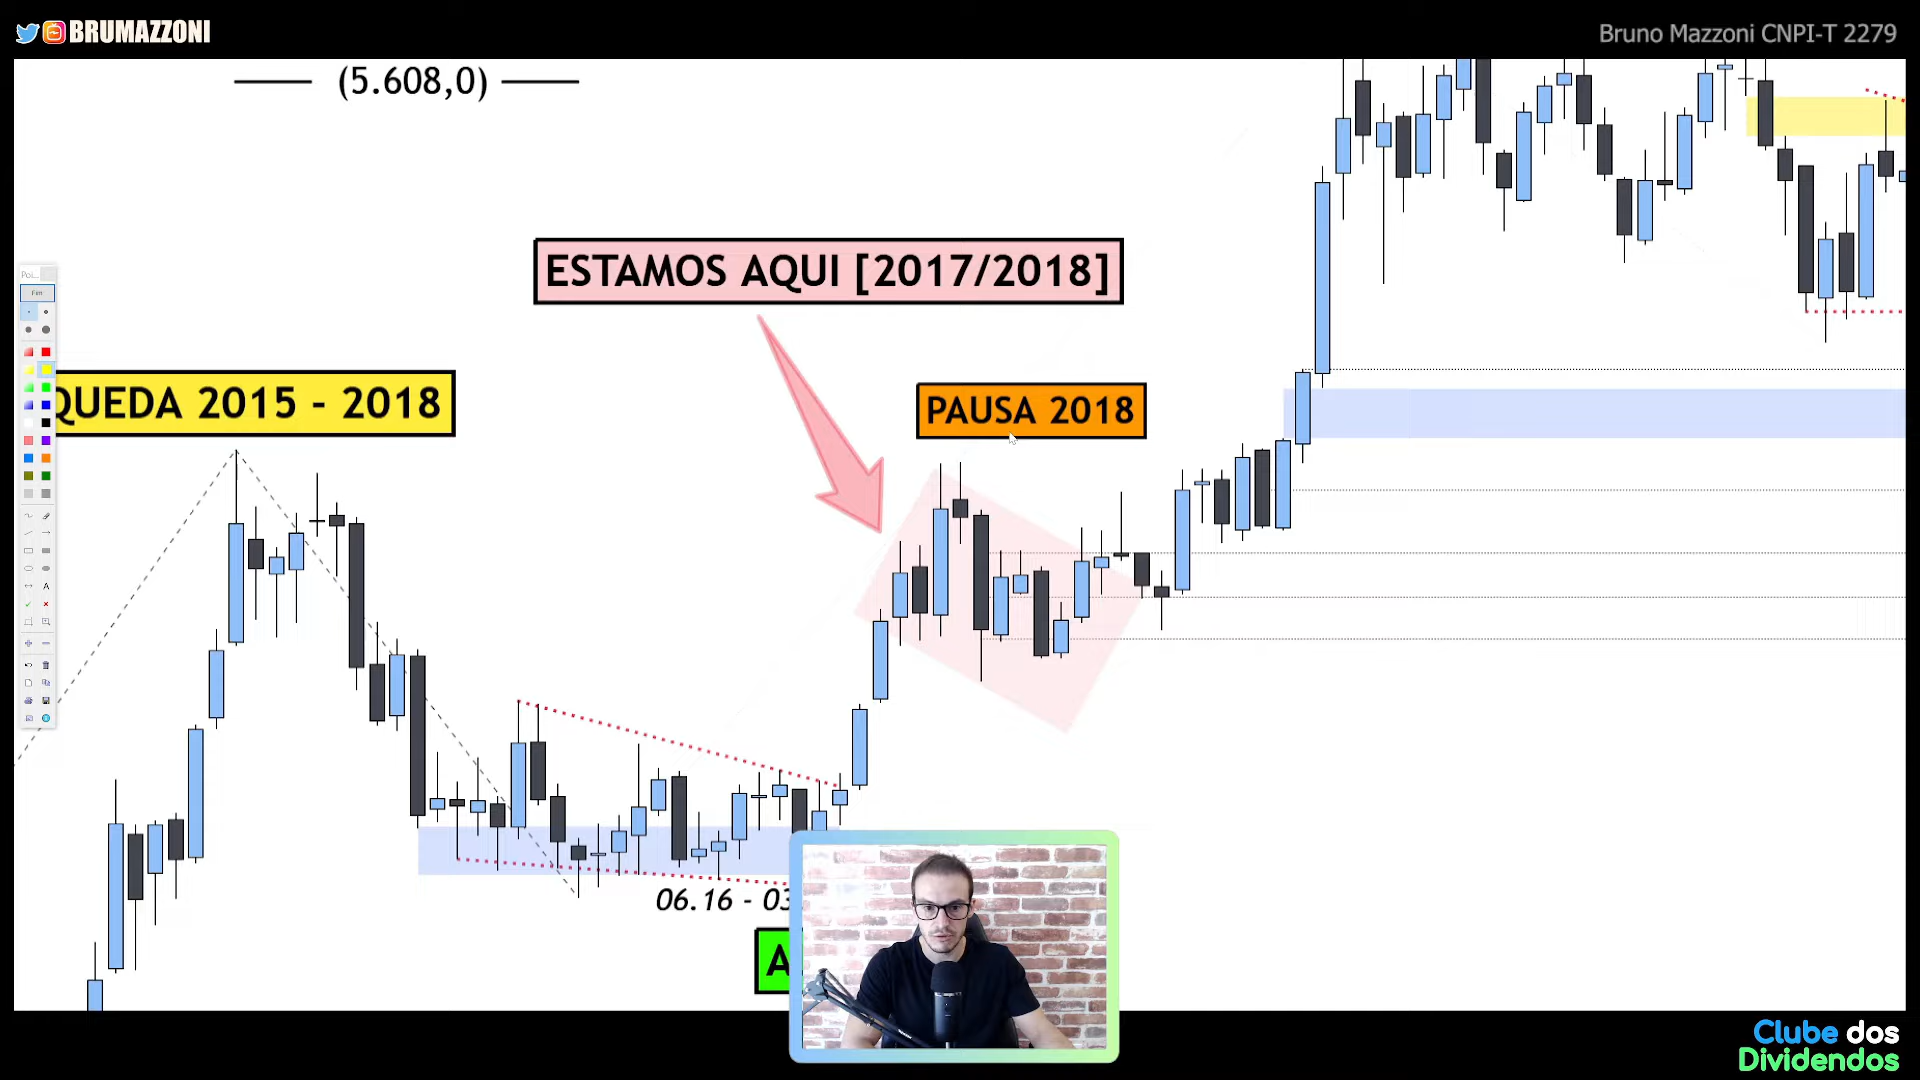 BRUMAZZONI
Bruno Mazzoni CNPI-T 2279
(5.608,0)
ESTAMOS AQUI [2017/2018]
QUEDA 2015 - 2018
PAUSA 2018
06.16 - 03
A
Clube dos
Dividendos